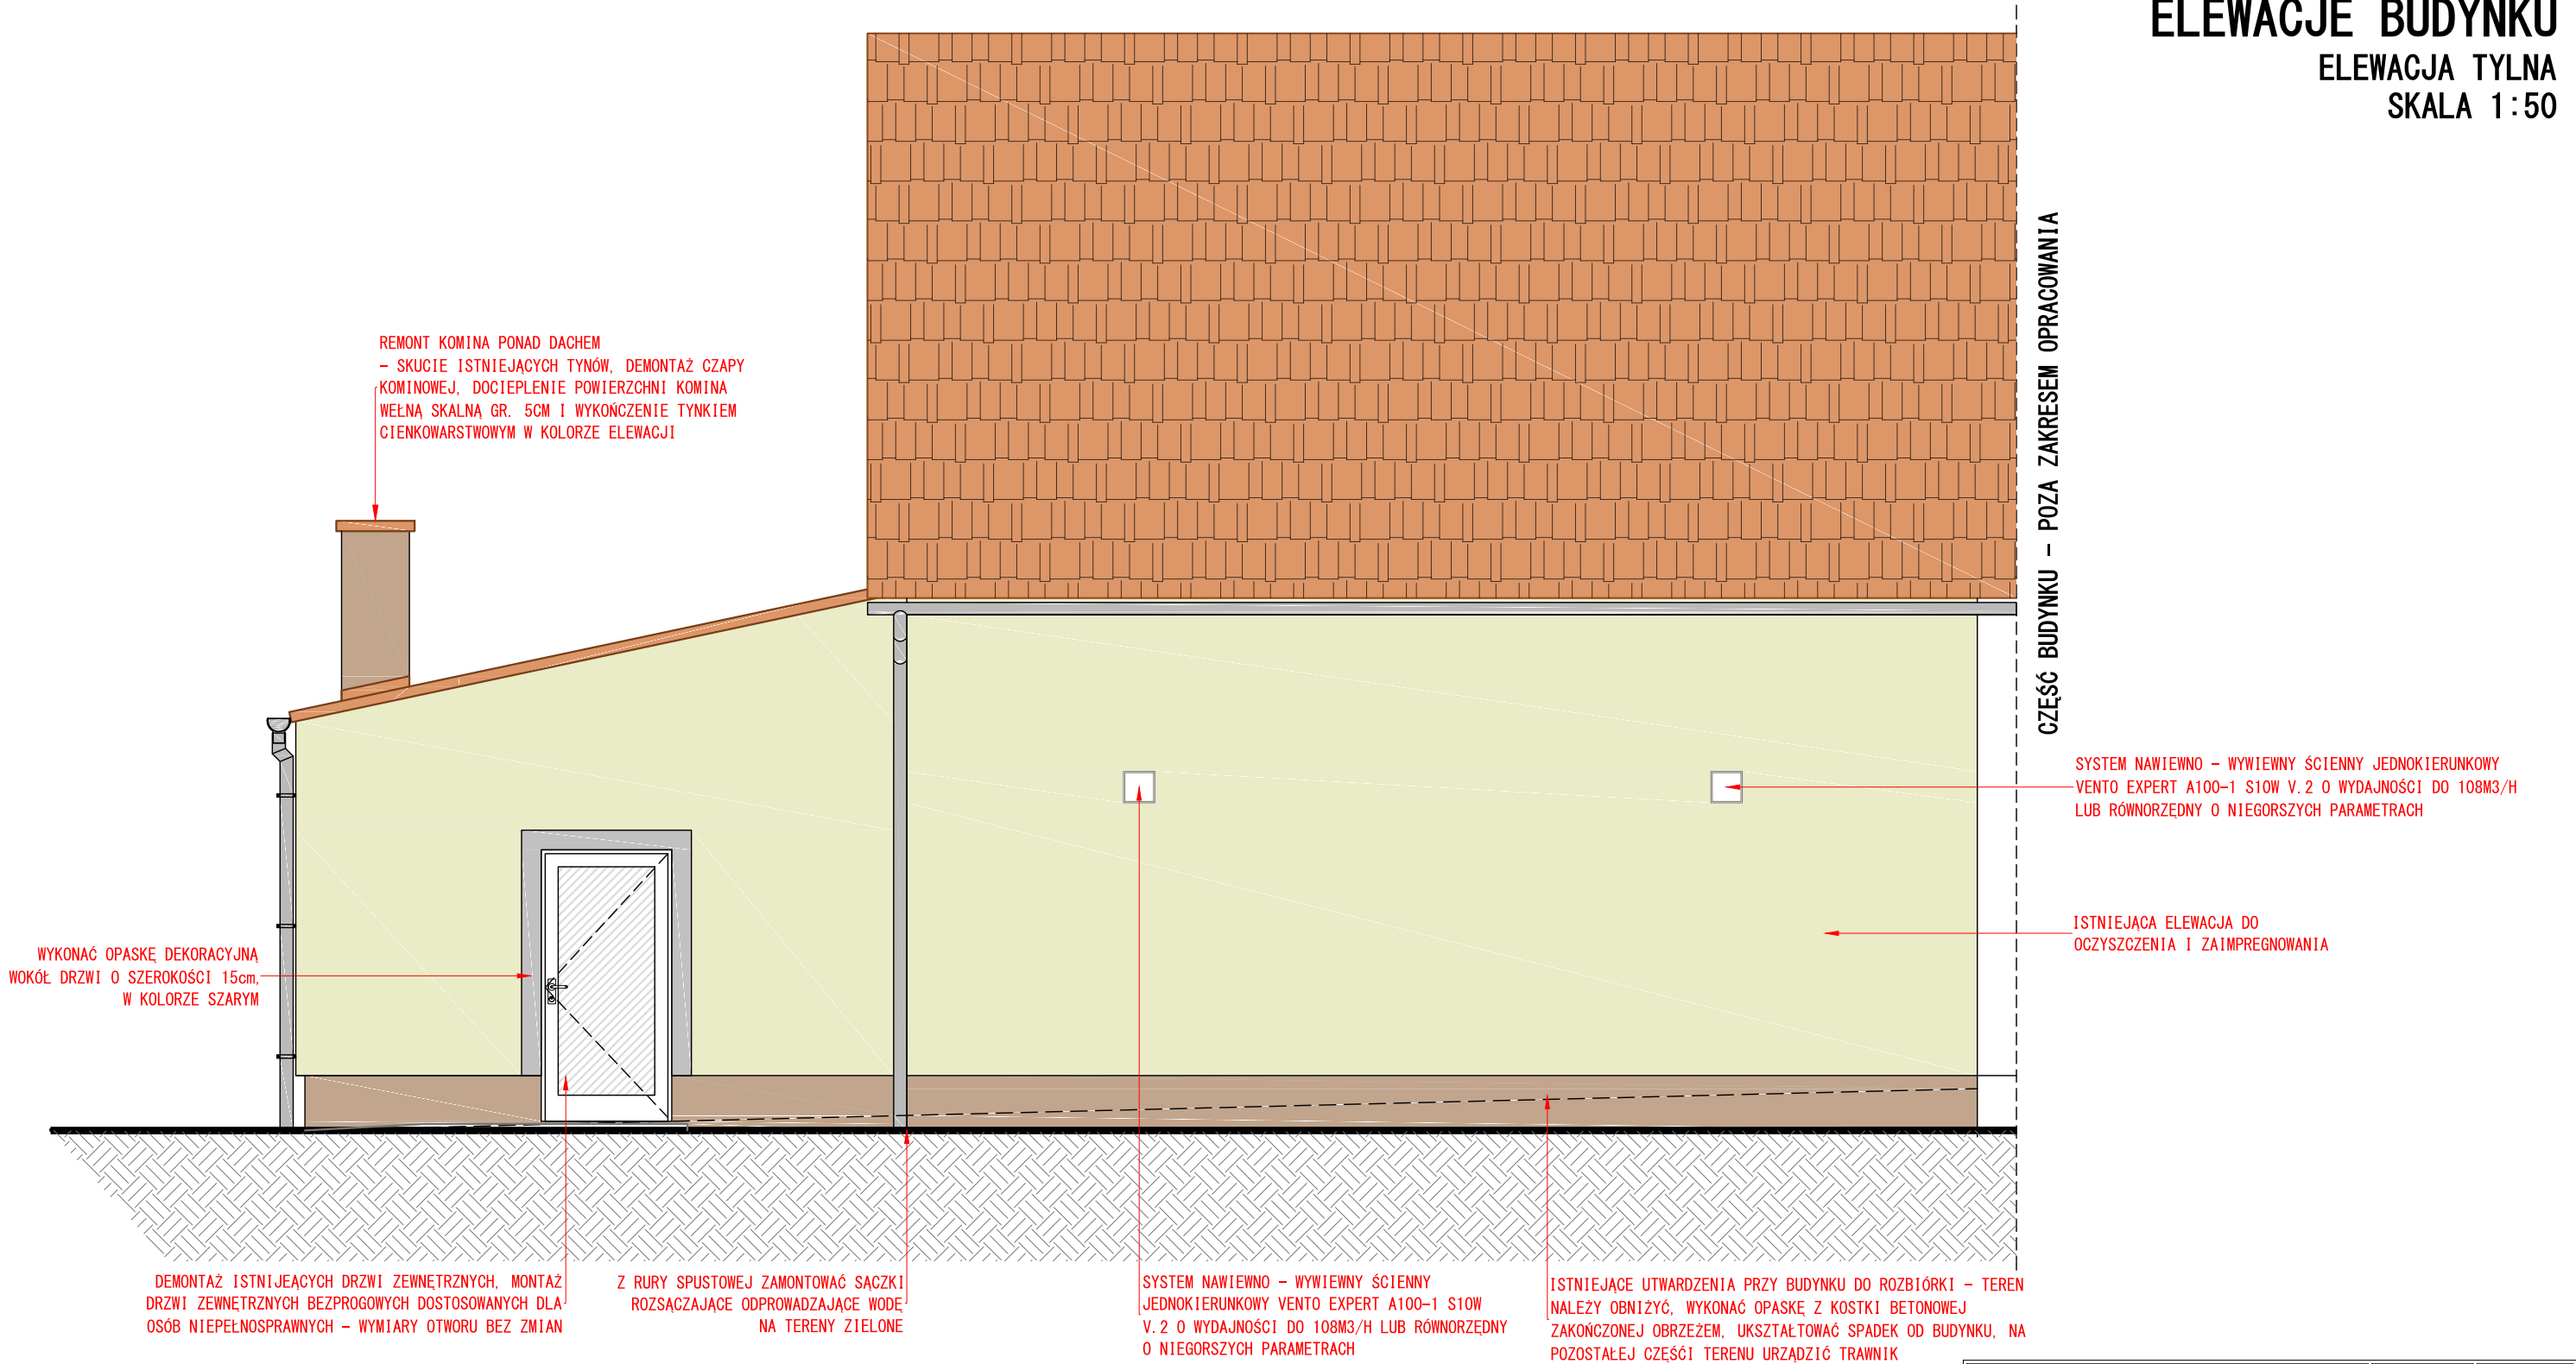 ELEWACJE BUDYNKU
ELEWACJA TYLNA
SKALA 1:50
REMONT KOMINA PONAD DACHEM
- SKUCIE ISTNIEJĄCYCH TYNÓW, DEMONTAŻ CZAPY
KOMINOWEJ, DOCIEPLENIE POWIERZCHNI KOMINA
WEŁNĄ SKALNĄ GR. 5CM I WYKOŃCZENIE TYNKIEM
CIENKOWARSTWOWYM W KOLORZE ELEWACJI
CZĘŚĆ BUDYNKU - POZA ZAKRESEM OPRACOWANIA
SYSTEM NAWIEWNO - WYWIEWNY ŚCIENNY JEDNOKIERUNKOWY
VENTO EXPERT A100-1 S10W V.2 O WYDAJNOŚCI DO 108M3/H
LUB RÓWNORZĘDNY O NIEGORSZYCH PARAMETRACH
ISTNIEJĄCA ELEWACJA DO
OCZYSZCZENIA I ZAIMPREGNOWANIA
WYKONAĆ OPASKĘ DEKORACYJNĄ
WOKÓŁ DRZWI O SZEROKOŚCI 15cm,
W KOLORZE SZARYM
DEMONTAŻ ISTNIJEĄCYCH DRZWI ZEWNĘTRZNYCH, MONTAŻ
DRZWI ZEWNĘTRZNYCH BEZPROGOWYCH DOSTOSOWANYCH DLA
OSÓB NIEPEŁNOSPRAWNYCH - WYMIARY OTWORU BEZ ZMIAN
Z RURY SPUSTOWEJ ZAMONTOWAĆ SĄCZKI
ROZSĄCZAJĄCE ODPROWADZAJĄCE WODĘ
NA TERENY ZIELONE
SYSTEM NAWIEWNO - WYWIEWNY ŚCIENNY
JEDNOKIERUNKOWY VENTO EXPERT A100-1 S10W
V.2 O WYDAJNOŚCI DO 108M3/H LUB RÓWNORZĘDNY
O NIEGORSZYCH PARAMETRACH
ISTNIEJĄCE UTWARDZENIA PRZY BUDYNKU DO ROZBIÓRKI - TEREN
NALEŻY OBNIŻYĆ, WYKONAĆ OPASKĘ Z KOSTKI BETONOWEJ
ZAKOŃCZONEJ OBRZEŻEM, UKSZTAŁTOWAĆ SPADEK OD BUDYNKU, NA
POZOSTAŁEJ CZĘŚĆI TERENU URZĄDZIĆ TRAWNIK